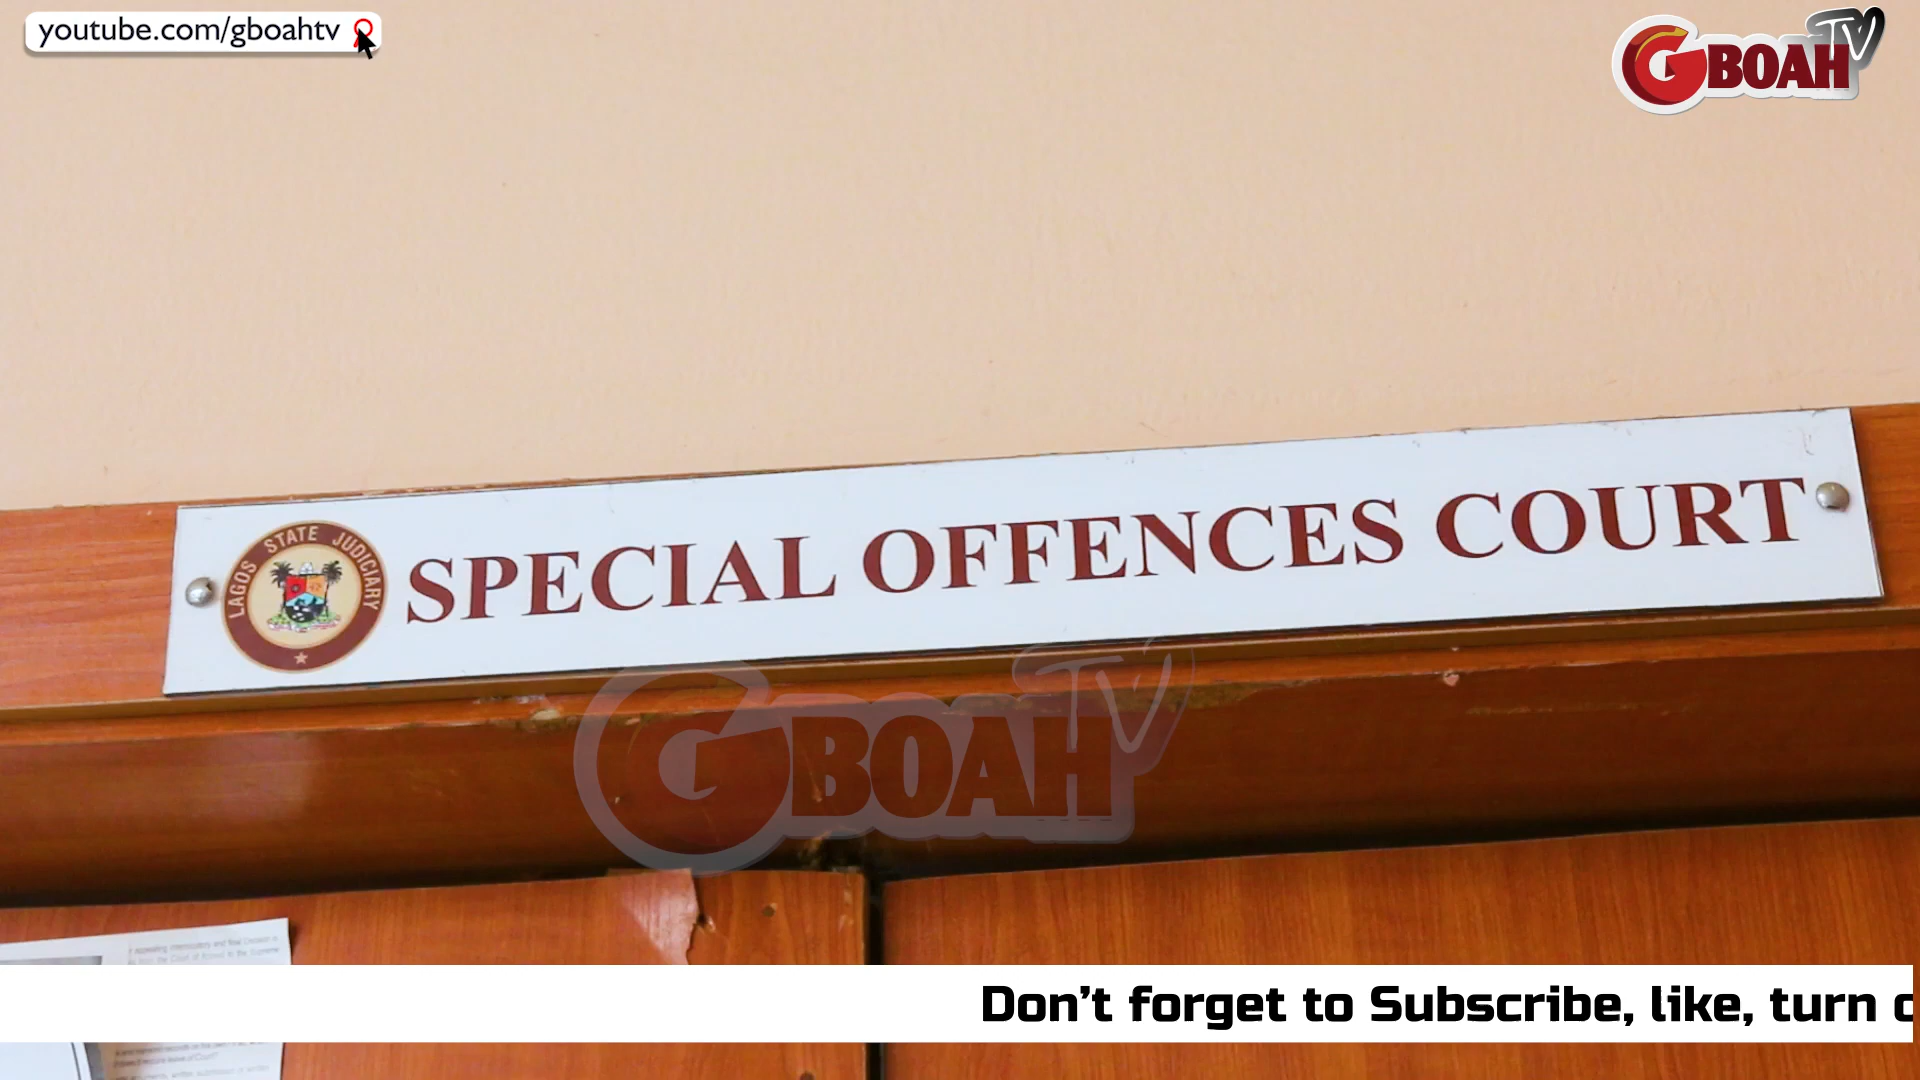 youtube.com/gboahtv
GBOAH TV
LAGOS STATE JUDICIARY
SPECIAL OFFENCES COURT
GBOAH TV
Don't forget to Subscribe, like, turn